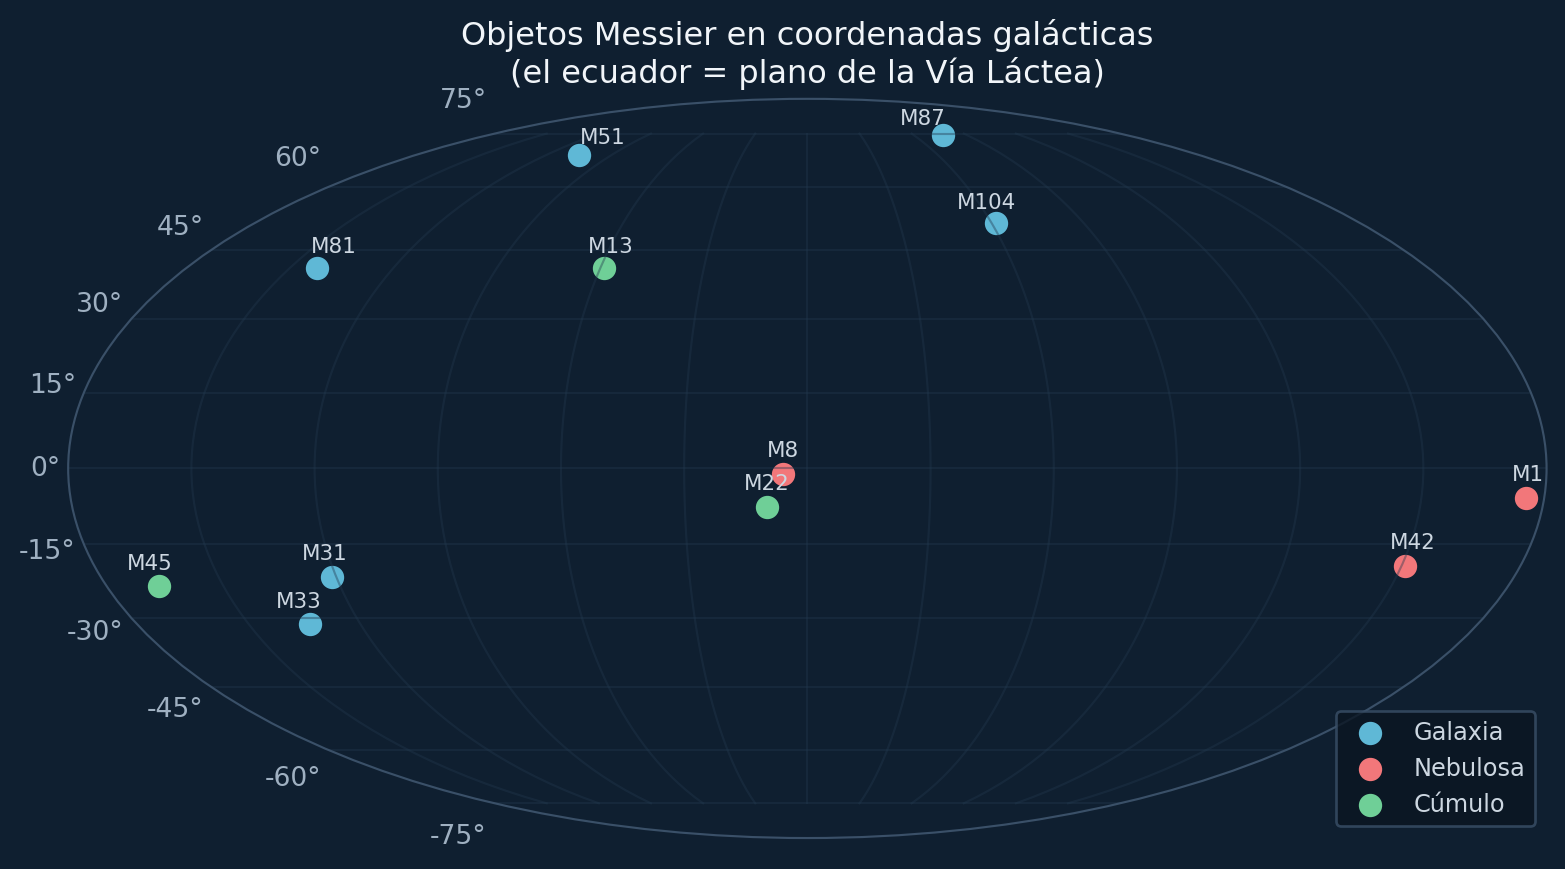 Objetos Messier en coordenadas galácticas
(el ecuador = plano de la Vía Láctea)
75°
60°
45°
30°
15°
0°
-15°
-30°
-45°
-60°
-75°
M87
M51
M104
M81
M13
M8
M22
M1
M42
M31
M45
M33
Galaxia
Nebulosa
Cúmulo